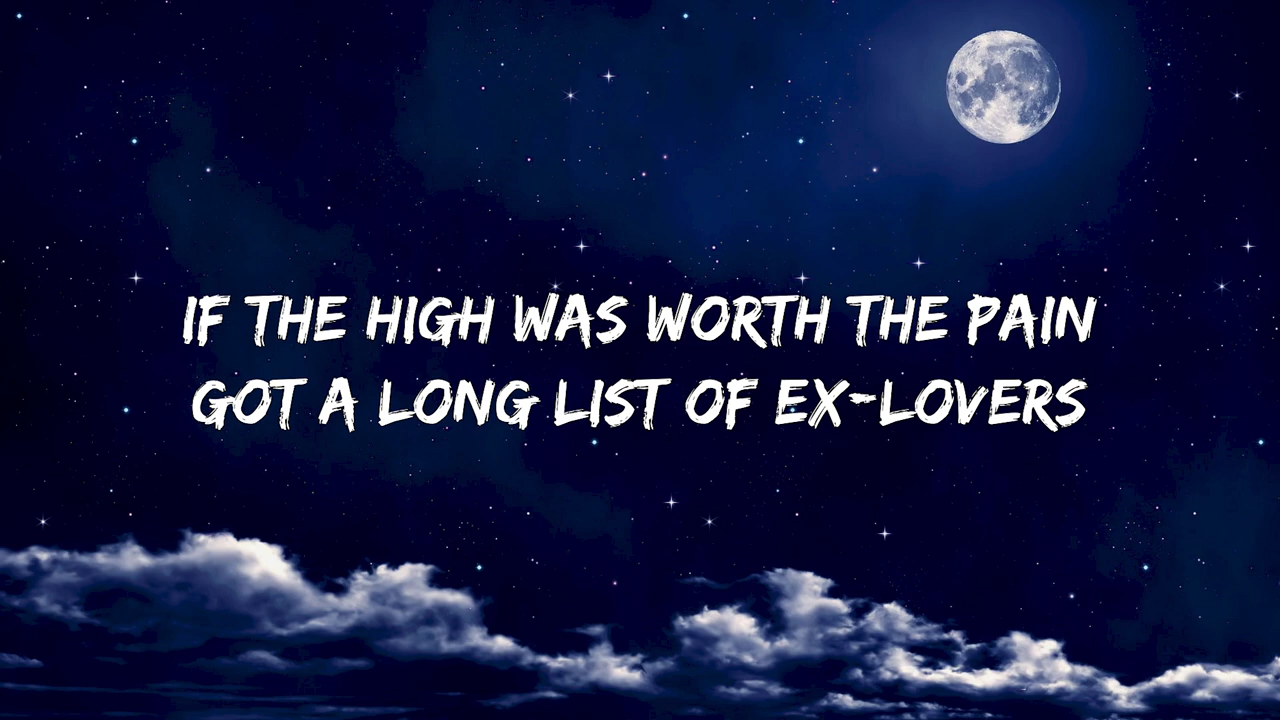 IF THE HIGH WAS WORTH THE PAIN
GOT A LONG LIST OF EX-LOVERS